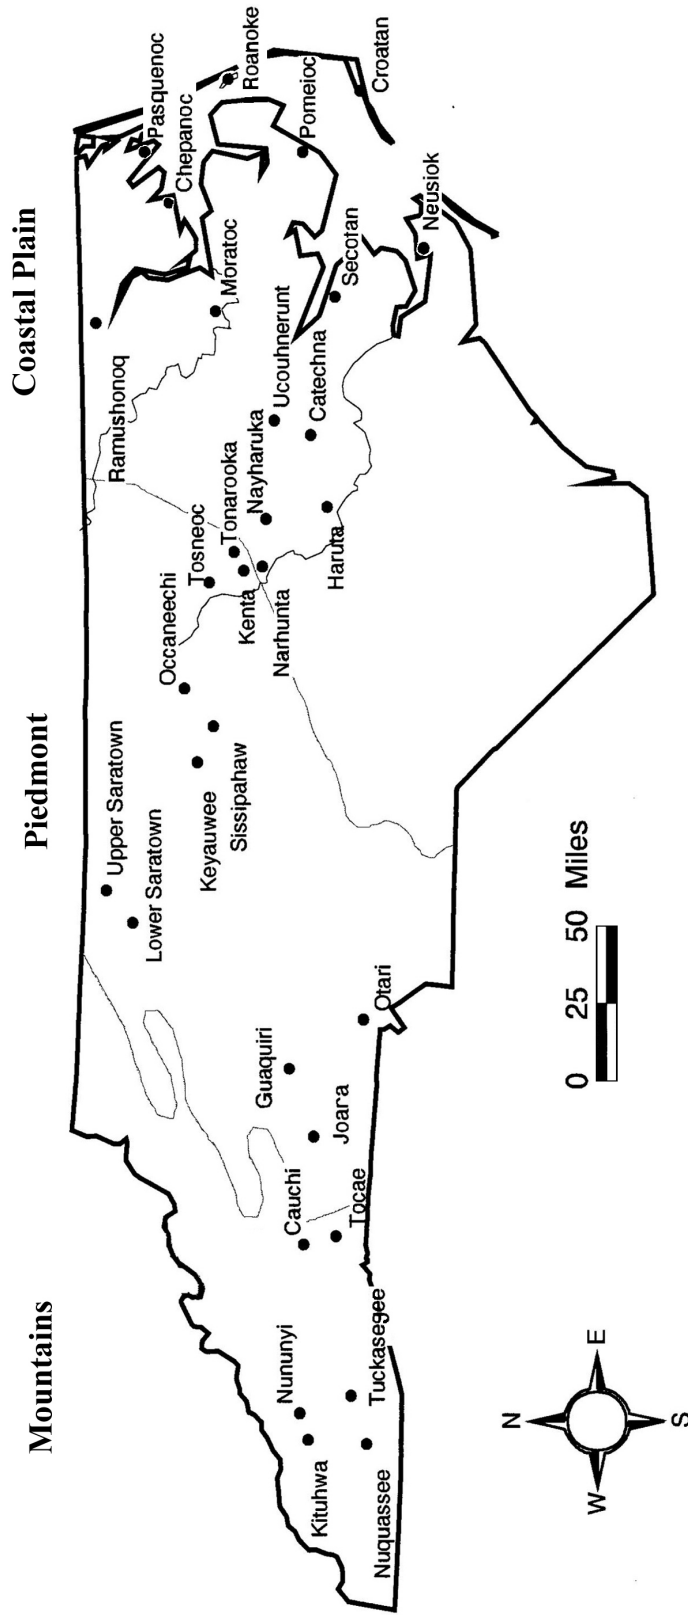 Mountains
Piedmont
Coastal Plain
Pasquenoc
Chepanoc
Roanoke
Ramushonoq
Moratoc
Pomeioc
Croatan
Upper Saratown
Lower Saratown
Occaneechi
Tosneoc
Tonarooka
Nayharuka
Ucouhnerunt
Catechna
Secotan
Neusiok
Keyauwee
Sissipahaw
Kenta
Narhunta
Haruta
Guaquiri
Joara
Otari
Cauchi
Tocae
Nununyi
Kituhwa
Tuckasegee
Nuquassee
N
W
E
S
0 25 50 Miles